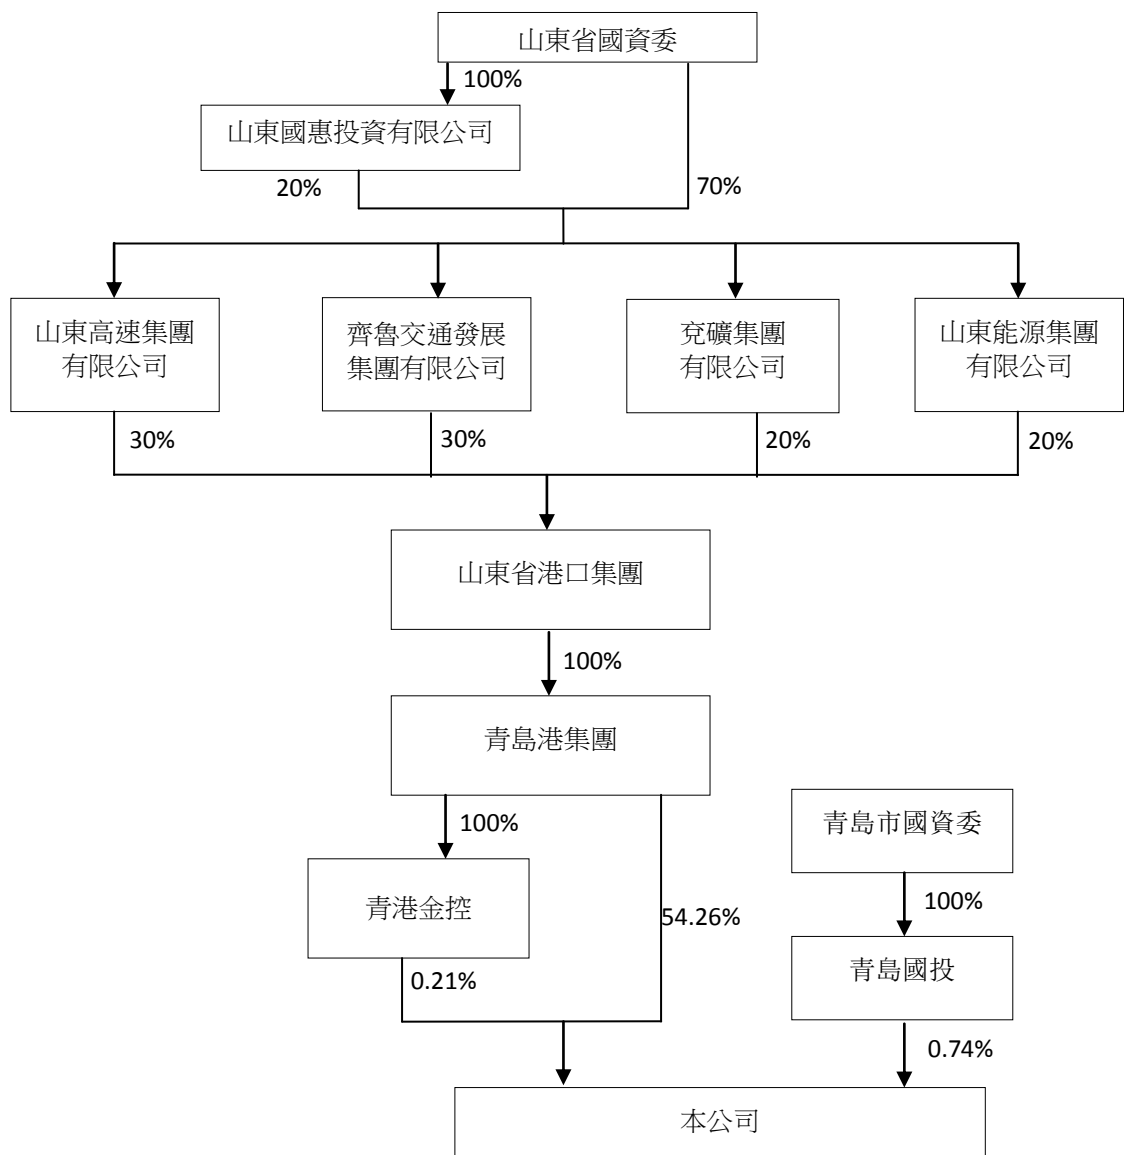 山東省國資委
100%
山東國惠投資有限公司
20%
70%
山東高速集團
有限公司
齊魯交通發展
集團有限公司
兗礦集團
有限公司
山東能源集團
有限公司
30%
30%
20%
20%
山東省港口集團
100%
青島港集團
100%
青島市國資委
青港金控
54.26%
100%
0.21%
青島國投
0.74%
本公司